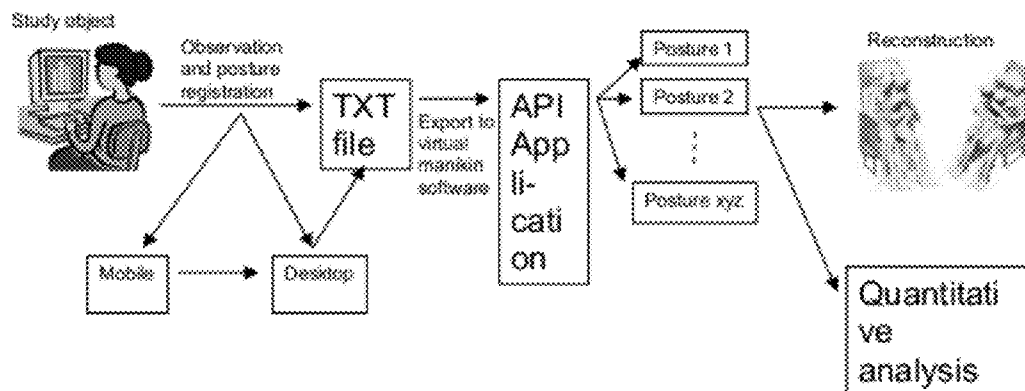 Study object
Observation
and posture
registration
TXT
file
Export to
virtual
manikin
software
API
App
li-
cati
on
Posture 1
Posture 2
Posture xyz
Reconstruction
Mobile
Desktop
Quantitati
ve
analysis